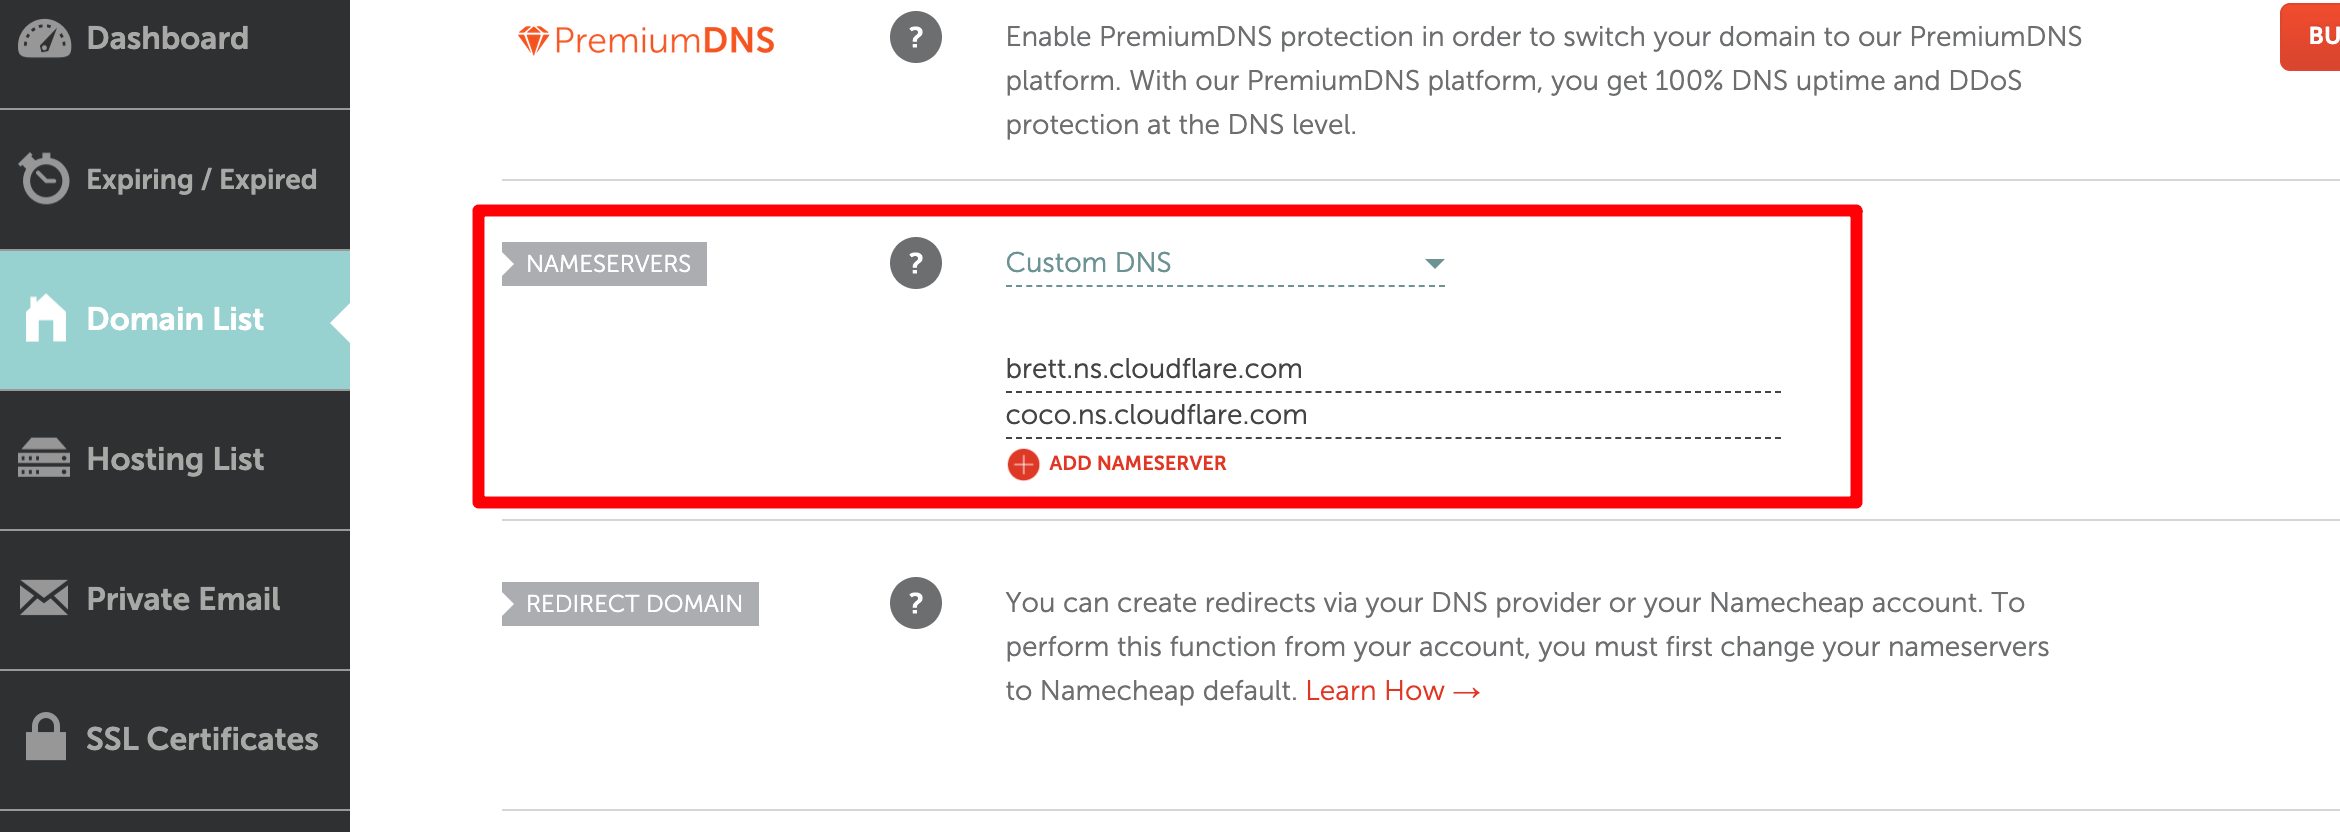 Dashboard
Expiring / Expired
Domain List
Hosting List
Private Email
SSL Certificates
PremiumDNS
?
Enable PremiumDNS protection in order to switch your domain to our PremiumDNS
platform. With our PremiumDNS platform, you get 100% DNS uptime and DDoS
protection at the DNS level.
NAMESERVERS
?
Custom DNS
brett.ns.cloudflare.com
coco.ns.cloudflare.com
ADD NAMESERVER
REDIRECT DOMAIN
?
You can create redirects via your DNS provider or your Namecheap account. To
perform this function from your account, you must first change your nameservers
to Namecheap default. Learn How →